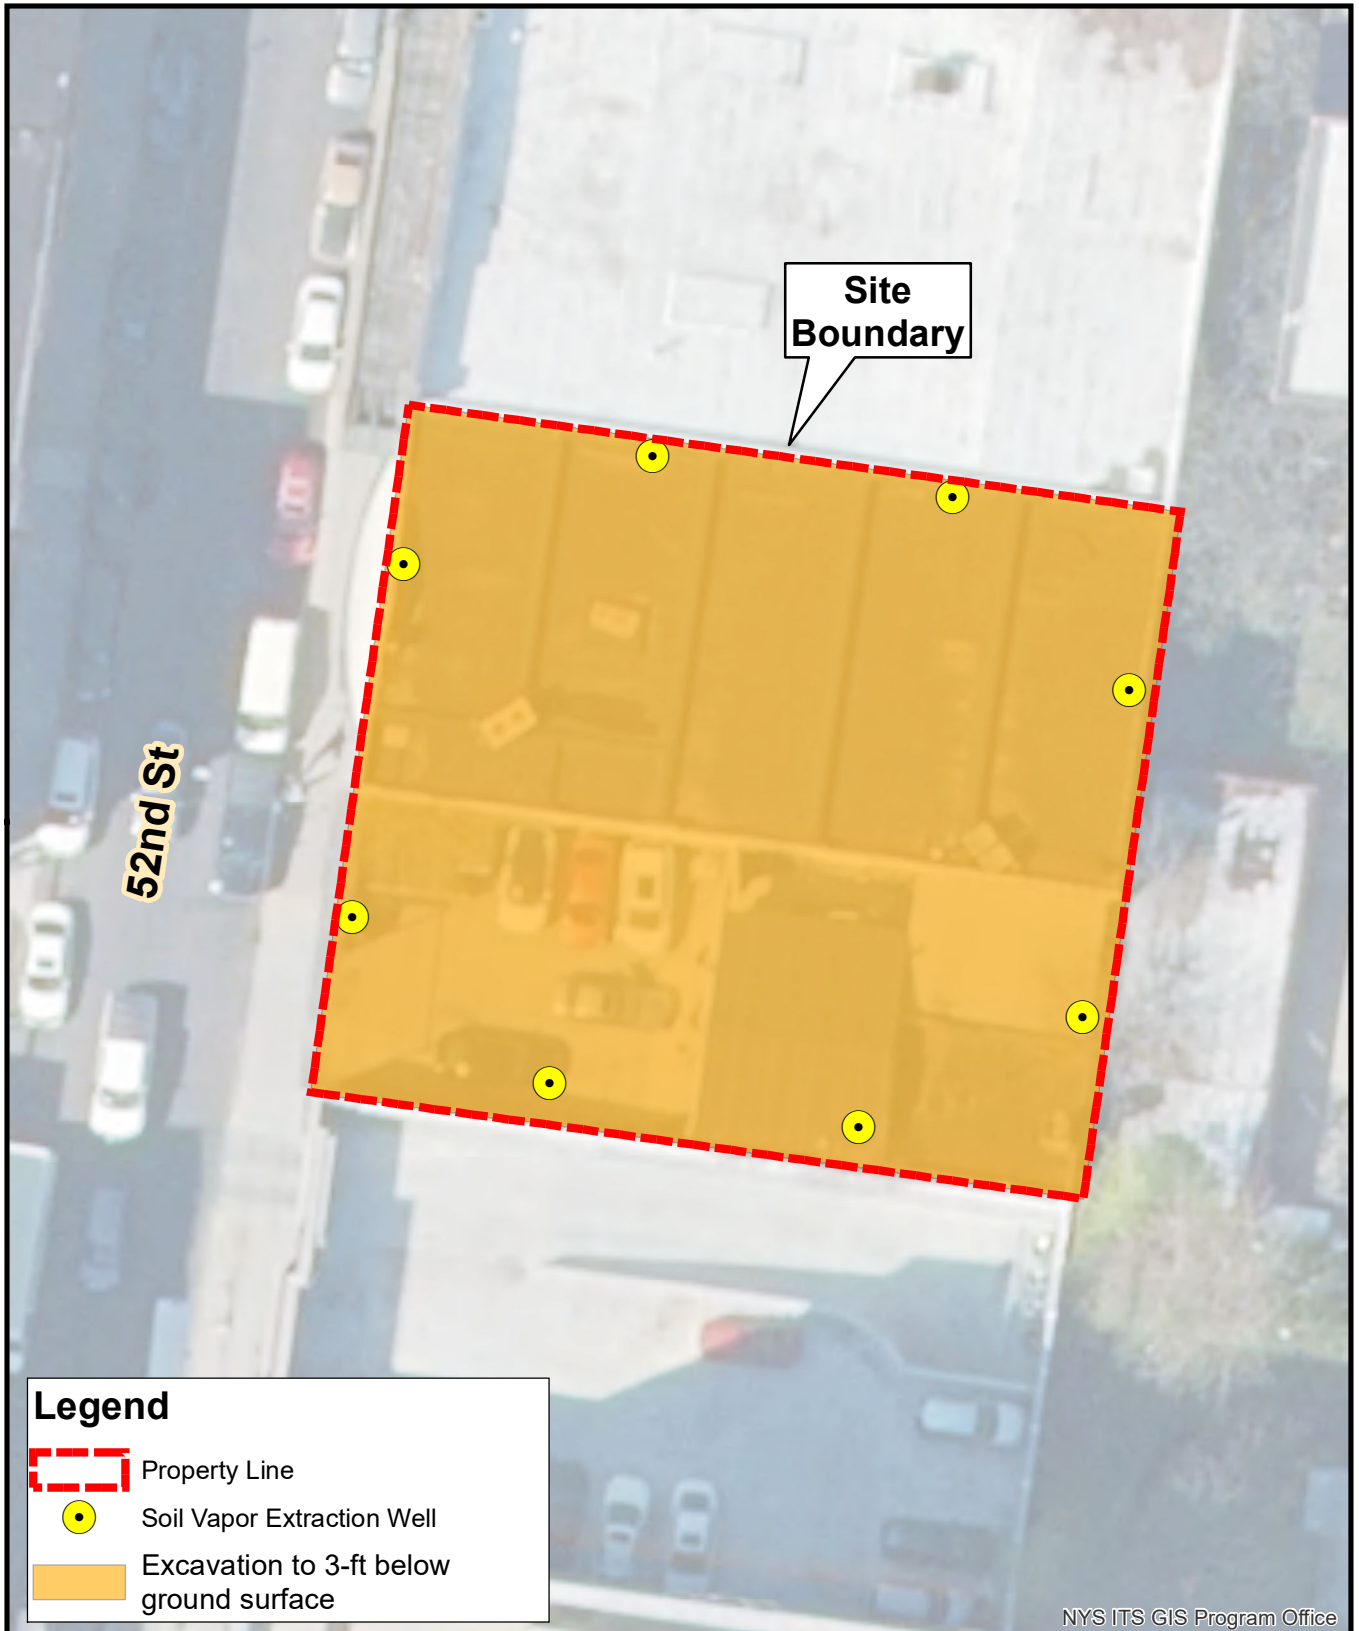 Site
Boundary
52nd St
Legend
Property Line
Soil Vapor Extraction Well
Excavation to 3-ft below
ground surface
NYS ITS GIS Program Office